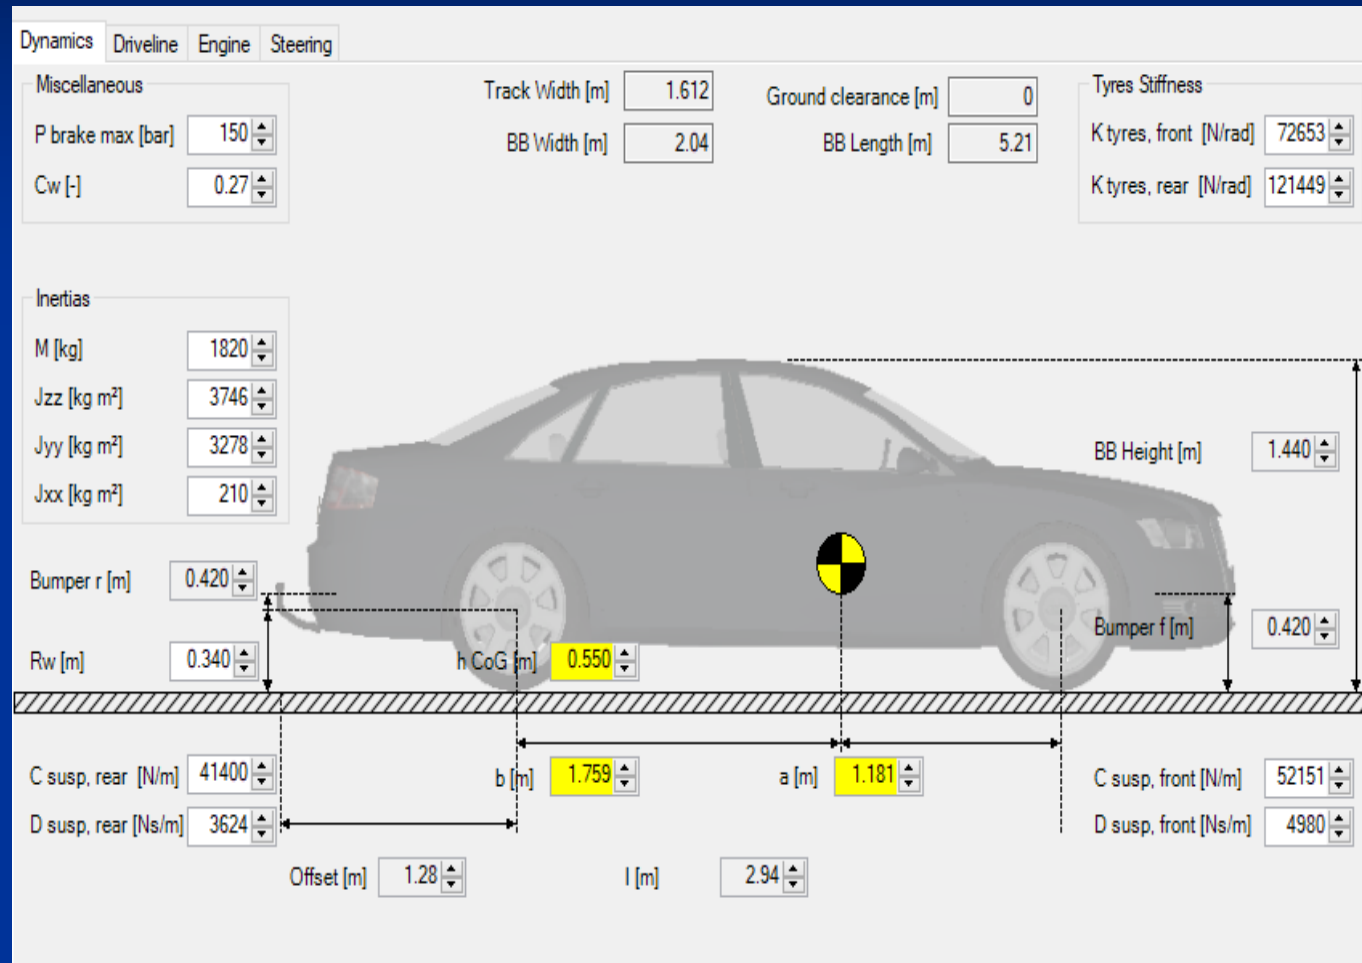 Dynamics Driveline Engine Steering
Miscellaneous
P brake max [bar] 150
Cw [-] 0.27
Track Width [m] 1.612
BB Width [m] 2.04
Ground clearance [m] 0
BB Length [m] 5.21
Tyres Stiffness
K tyres, front [N/rad] 72653
K tyres, rear [N/rad] 121449
Inertias
M [kg] 1820
Jzz [kg m²] 3746
Jyy [kg m²] 3278
Jxx [kg m²] 210
BB Height [m] 1.440
Bumper r [m] 0.420
Bumper f [m] 0.420
Rw [m] 0.340
h CoG [m] 0.550
C susp, rear [N/m] 41400
D susp, rear [Ns/m] 3624
b [m] 1.759
a [m] 1.181
C susp, front [N/m] 52151
D susp, front [Ns/m] 4980
Offset [m] 1.28
l [m] 2.94